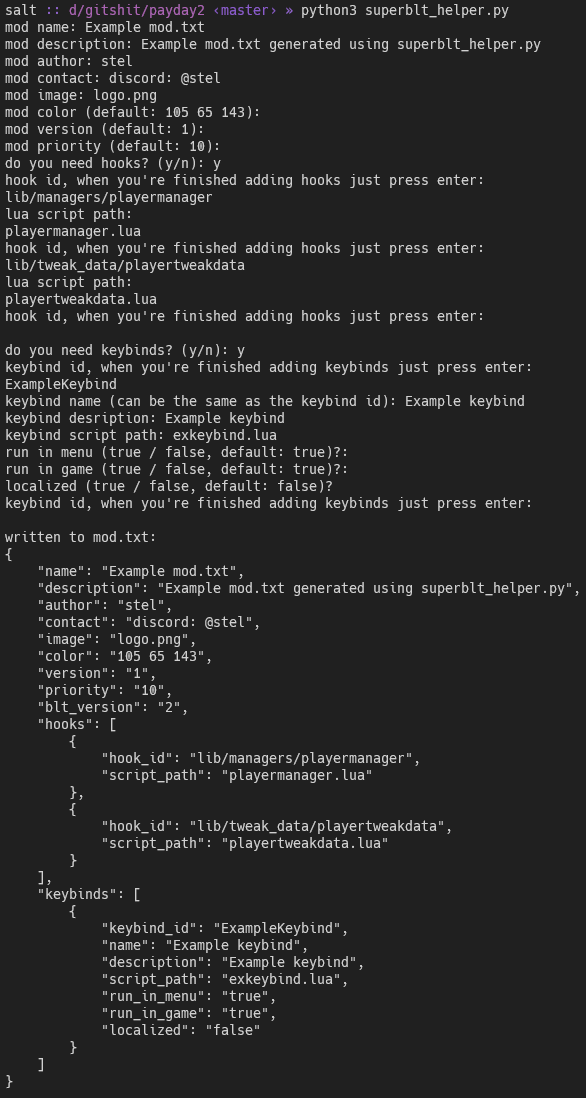 salt :: d/gitshit/payday2 ‹master› » python3 superblt_helper.py
mod name: Example mod.txt
mod description: Example mod.txt generated using superblt_helper.py
mod author: stel
mod contact: discord: @stel
mod image: logo.png
mod color (default: 105 65 143):
mod version (default: 1):
mod priority (default: 10):
do you need hooks? (y/n): y
hook id, when you're finished adding hooks just press enter:
lib/managers/playermanager
lua script path:
playermanager.lua
hook id, when you're finished adding hooks just press enter:
lib/tweak_data/playertweakdata
lua script path:
playertweakdata.lua
hook id, when you're finished adding hooks just press enter:

do you need keybinds? (y/n): y
keybind id, when you're finished adding keybinds just press enter:
ExampleKeybind
keybind name (can be the same as the keybind id): Example keybind
keybind desription: Example keybind
keybind script path: exkeybind.lua
run in menu (true / false, default: true)?:
run in game (true / false, default: true)?:
localized (true / false, default: false)?
keybind id, when you're finished adding keybinds just press enter:

written to mod.txt:
{
    "name": "Example mod.txt",
    "description": "Example mod.txt generated using superblt_helper.py",
    "author": "stel",
    "contact": "discord: @stel",
    "image": "logo.png",
    "color": "105 65 143",
    "version": "1",
    "priority": "10",
    "blt_version": "2",
    "hooks": [
        {
            "hook_id": "lib/managers/playermanager",
            "script_path": "playermanager.lua"
        },
        {
            "hook_id": "lib/tweak_data/playertweakdata",
            "script_path": "playertweakdata.lua"
        }
    ],
    "keybinds": [
        {
            "keybind_id": "ExampleKeybind",
            "name": "Example keybind",
            "description": "Example keybind",
            "script_path": "exkeybind.lua",
            "run_in_menu": "true",
            "run_in_game": "true",
            "localized": "false"
        }
    ]
}